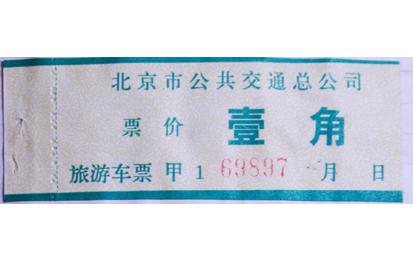 北京市公共交通总公司
票价 壹角
旅游车票 甲1 69897 月 日